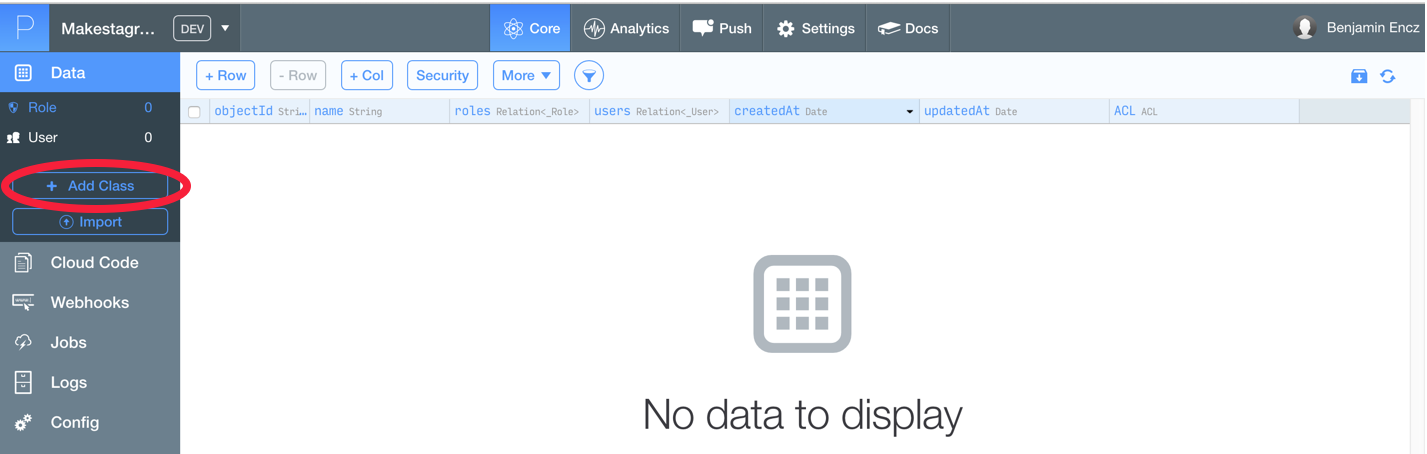 Makestagr... DEV Core Analytics Push Settings Docs Benjamin Encz
Data
Role 0
User 0
+ Add Class
Import
Cloud Code
Webhooks
Jobs
Logs
Config
+ Row - Row + Col Security More
objectId Stri... name String roles Relation<_Role> users Relation<_User> createdAt Date updatedAt Date ACL ACL
No data to display